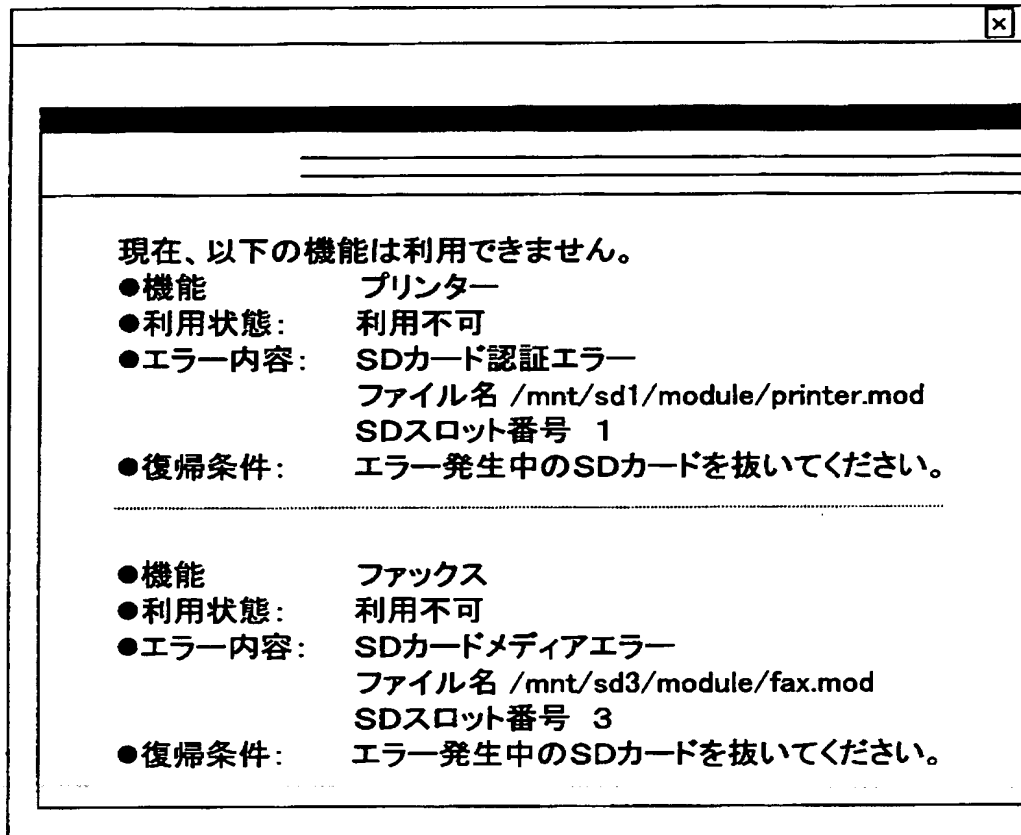 現在、以下の機能は利用できません。
●機能 プリンター
●利用状態: 利用不可
●エラー内容: SDカード認証エラー
ファイル名 /mnt/sd1/module/printer.mod
SDスロット番号 1
●復帰条件: エラー発生中のSDカードを抜いてください。
●機能 ファックス
●利用状態: 利用不可
●エラー内容: SDカードメディアエラー
ファイル名 /mnt/sd3/module/fax.mod
SDスロット番号 3
●復帰条件: エラー発生中のSDカードを抜いてください。